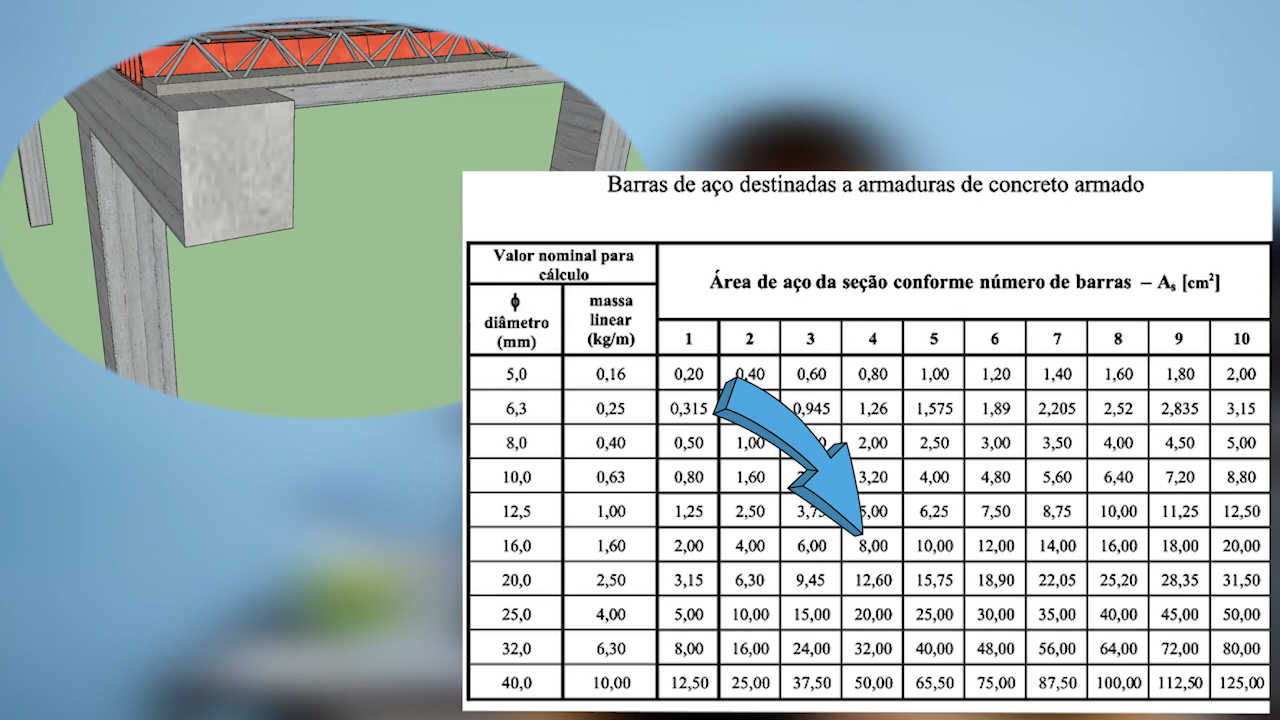 Barras de aço destinadas a armaduras de concreto armado
Valor nominal para
cálculo
Área de aço da seção conforme número de barras – As [cm²]
ϕ
diâmetro
(mm)
massa
linear
(kg/m)
1 2 3 4 5 6 7 8 9 10
5,0 0,16 0,20 0,40 0,60 0,80 1,00 1,20 1,40 1,60 1,80 2,00
6,3 0,25 0,315 0,945 1,26 1,575 1,89 2,205 2,52 2,835 3,15
8,0 0,40 0,50 1,00 2,00 2,50 3,00 3,50 4,00 4,50 5,00
10,0 0,63 0,80 1,60 3,20 4,00 4,80 5,60 6,40 7,20 8,80
12,5 1,00 1,25 2,50 3,75 5,00 6,25 7,50 8,75 10,00 11,25 12,50
16,0 1,60 2,00 4,00 6,00 8,00 10,00 12,00 14,00 16,00 18,00 20,00
20,0 2,50 3,15 6,30 9,45 12,60 15,75 18,90 22,05 25,20 28,35 31,50
25,0 4,00 5,00 10,00 15,00 20,00 25,00 30,00 35,00 40,00 45,00 50,00
32,0 6,30 8,00 16,00 24,00 32,00 40,00 48,00 56,00 64,00 72,00 80,00
40,0 10,00 12,50 25,00 37,50 50,00 65,50 75,00 87,50 100,00 112,50 125,00